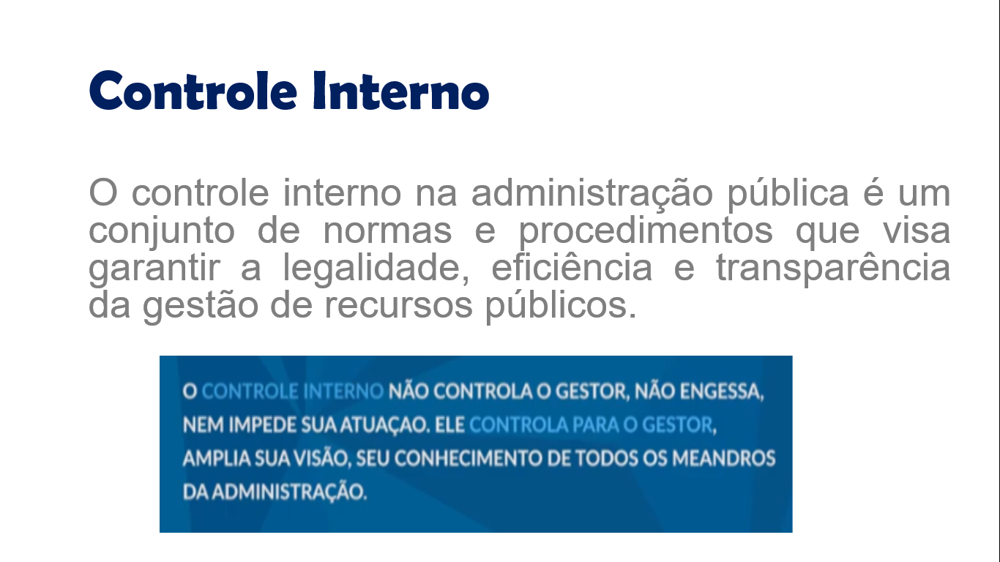 Controle Interno
O controle interno na administração pública é um
conjunto de normas e procedimentos que visa
garantir a legalidade, eficiência e transparência
da gestão de recursos públicos.
O CONTROLE INTERNO NÃO CONTROLA O GESTOR, NÃO ENGESSA,
NEM IMPEDE SUA ATUAÇAO. ELE CONTROLA PARA O GESTOR,
AMPLIA SUA VISÃO, SEU CONHECIMENTO DE TODOS OS MEANDROS
DA ADMINISTRAÇÃO.